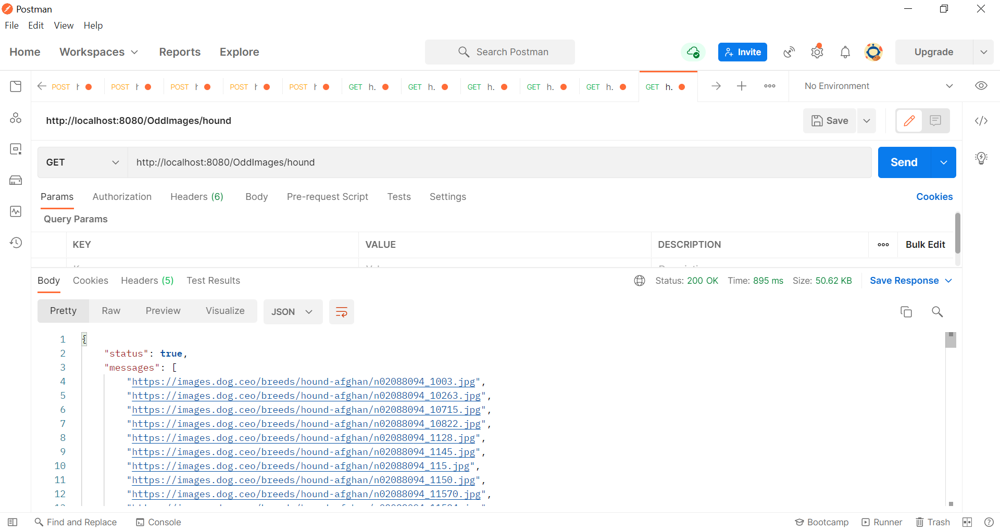 Postman
File Edit View Help
Home Workspaces Reports Explore Search Postman Invite Upgrade
POST POST POST POST POST GET h. GET h. GET h. GET h. GET h. GET h. No Environment
http://localhost:8080/OddImages/hound Save
GET http://localhost:8080/OddImages/hound Send
Params Authorization Headers (6) Body Pre-request Script Tests Settings Cookies
Query Params
KEY VALUE DESCRIPTION Bulk Edit
Body Cookies Headers (5) Test Results Status: 200 OK Time: 895 ms Size: 50.62 KB Save Response
Pretty Raw Preview Visualize JSON
1 {
2 "status": true,
3 "messages": [
4 "https://images.dog.ceo/breeds/hound-afghan/n02088094_1003.jpg",
5 "https://images.dog.ceo/breeds/hound-afghan/n02088094_10263.jpg",
6 "https://images.dog.ceo/breeds/hound-afghan/n02088094_10715.jpg",
7 "https://images.dog.ceo/breeds/hound-afghan/n02088094_10822.jpg",
8 "https://images.dog.ceo/breeds/hound-afghan/n02088094_1128.jpg",
9 "https://images.dog.ceo/breeds/hound-afghan/n02088094_1145.jpg",
10 "https://images.dog.ceo/breeds/hound-afghan/n02088094_115.jpg",
11 "https://images.dog.ceo/breeds/hound-afghan/n02088094_1150.jpg",
12 "https://images.dog.ceo/breeds/hound-afghan/n02088094_11570.jpg",
Find and Replace Console Bootcamp Runner Trash